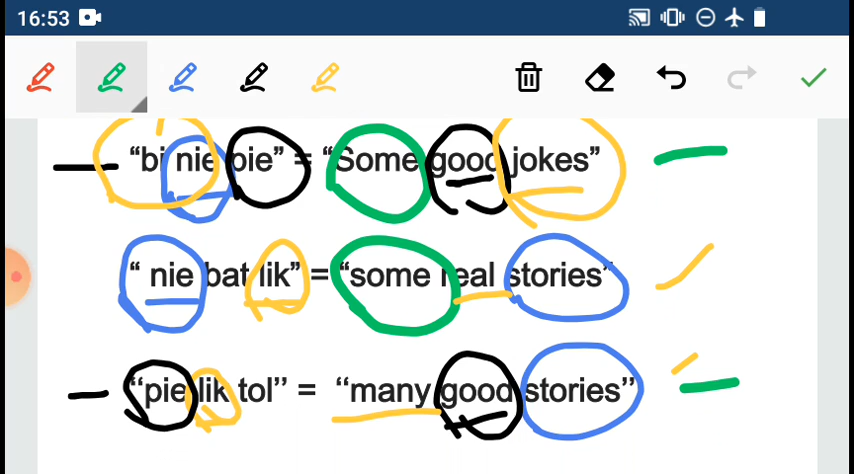 16:53
“bi nie pie” = “Some good jokes”
“ nie bat lik” = “some real stories”
“pie lik tol” = “many good stories”